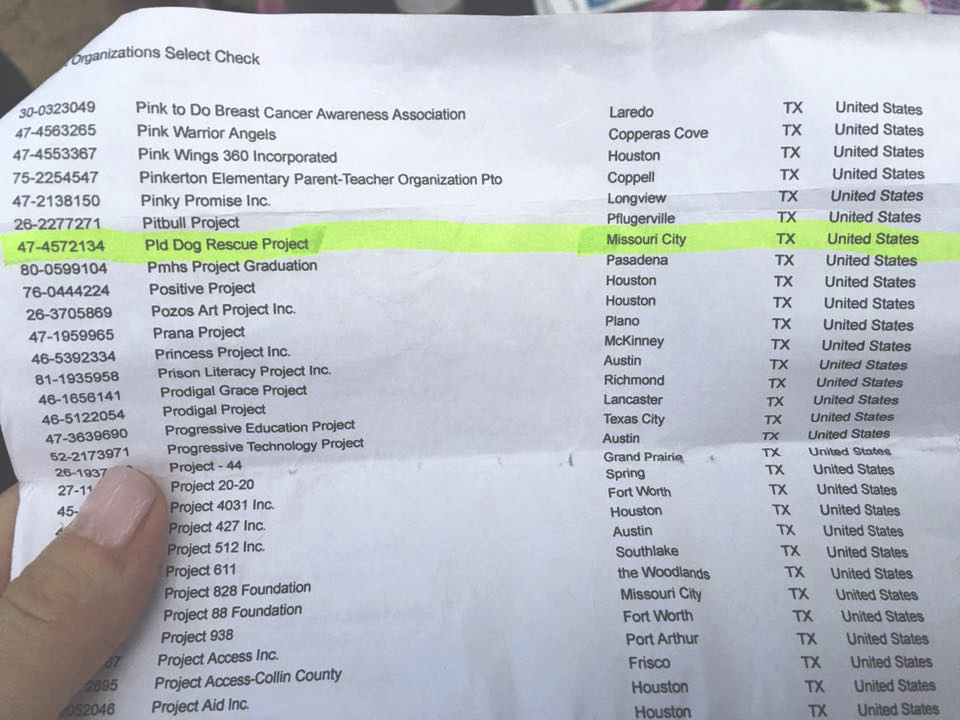 Organizations Select Check
30-0323049 Pink to Do Breast Cancer Awareness Association Laredo TX United States
47-4563265 Pink Warrior Angels Copperas Cove TX United States
47-4553367 Pink Wings 360 Incorporated Houston TX United States
75-2254547 Pinkerton Elementary Parent-Teacher Organization Pto Coppell TX United States
47-2138150 Pinky Promise Inc. Longview TX United States
26-2277271 Pitbull Project Pflugerville TX United States
47-4572134 Pld Dog Rescue Project Missouri City TX United States
80-0599104 Pmhs Project Graduation Pasadena TX United States
76-0444224 Positive Project Houston TX United States
26-3705869 Pozos Art Project Inc. Houston TX United States
47-1959965 Prana Project Plano TX United States
46-5392334 Princess Project Inc. McKinney TX United States
81-1935958 Prison Literacy Project Inc. Austin TX United States
46-1656141 Prodigal Grace Project Richmond TX United States
46-5122054 Prodigal Project Lancaster TX United States
47-3639690 Progressive Education Project Texas City TX United States
52-2173971 Progressive Technology Project Austin TX United States
26-1937 Project - 44 Grand Prairie TX United States
27-11 Project 20-20 Spring TX United States
45- Project 4031 Inc. Fort Worth TX United States
Project 427 Inc. Houston TX United States
Project 512 Inc. Austin TX United States
Project 611 Southlake TX United States
Project 828 Foundation the Woodlands TX United States
Project 88 Foundation Missouri City TX United States
Project 938 Fort Worth TX United States
87 Project Access Inc. Port Arthur TX United States
2695 Project Access-Collin County Frisco TX United States
2052046 Project Aid Inc. Houston TX United States
Houston TX United States